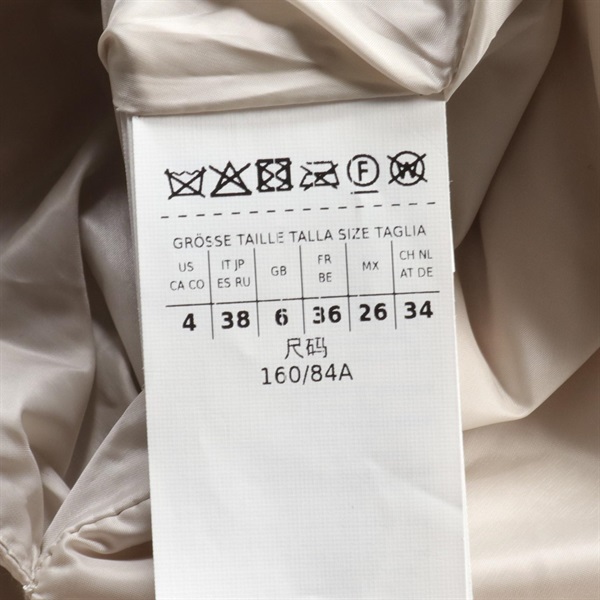 F W
GRÖSSE TAILLE TALLA SIZE TAGLIA
US IT JP GB FR MX CH NL
CA CO ES RU BE AT DE
4 38 6 36 26 34
尺码
160/84A